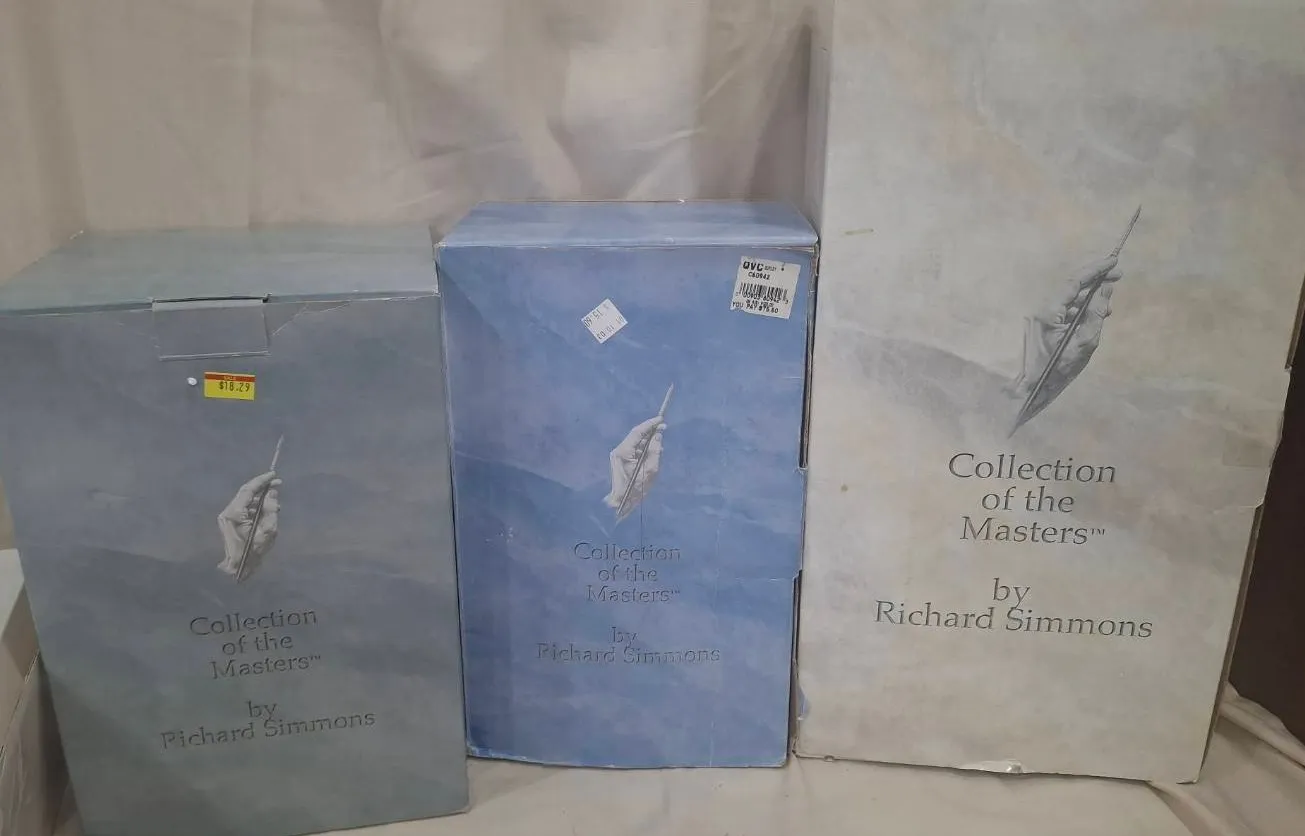 $18.29
Collection
of the
Masters™
by
Richard Simmons
QVC
C60942
Collection
of the
Masters™
by
Richard Simmons
Collection
of the
Masters™
by
Richard Simmons